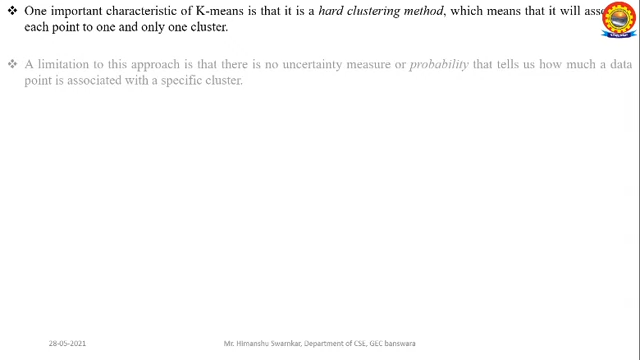 ❖ One important characteristic of K-means is that it is a hard clustering method, which means that it will
each point to one and only one cluster.
❖ A limitation to this approach is that there is no uncertainty measure or probability that tells us how much a data
point is associated with a specific cluster.
28-05-2021
Mr. Himanshu Swarnkar, Department of CSE, GEC banswara